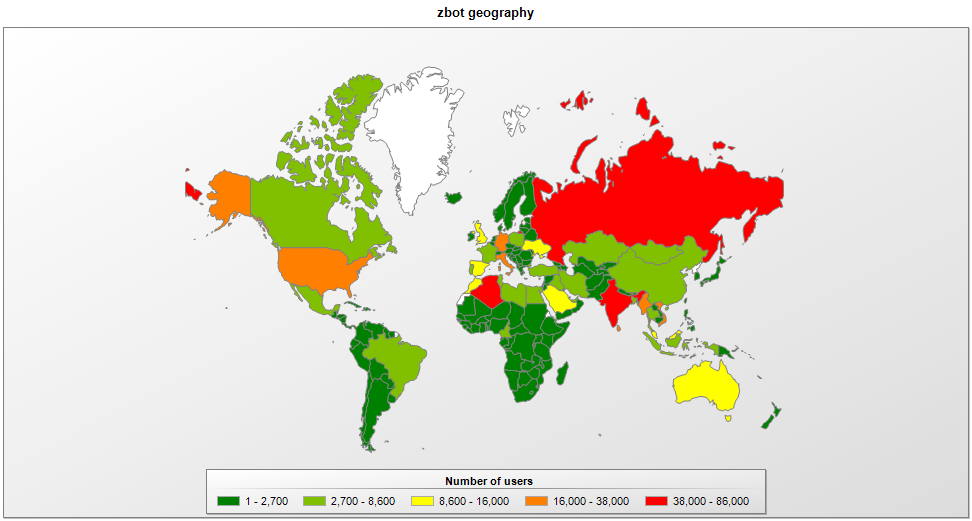 zbot geography
Number of users
1 - 2,700
2,700 - 8,600
8,600 - 16,000
16,000 - 38,000
38,000 - 86,000